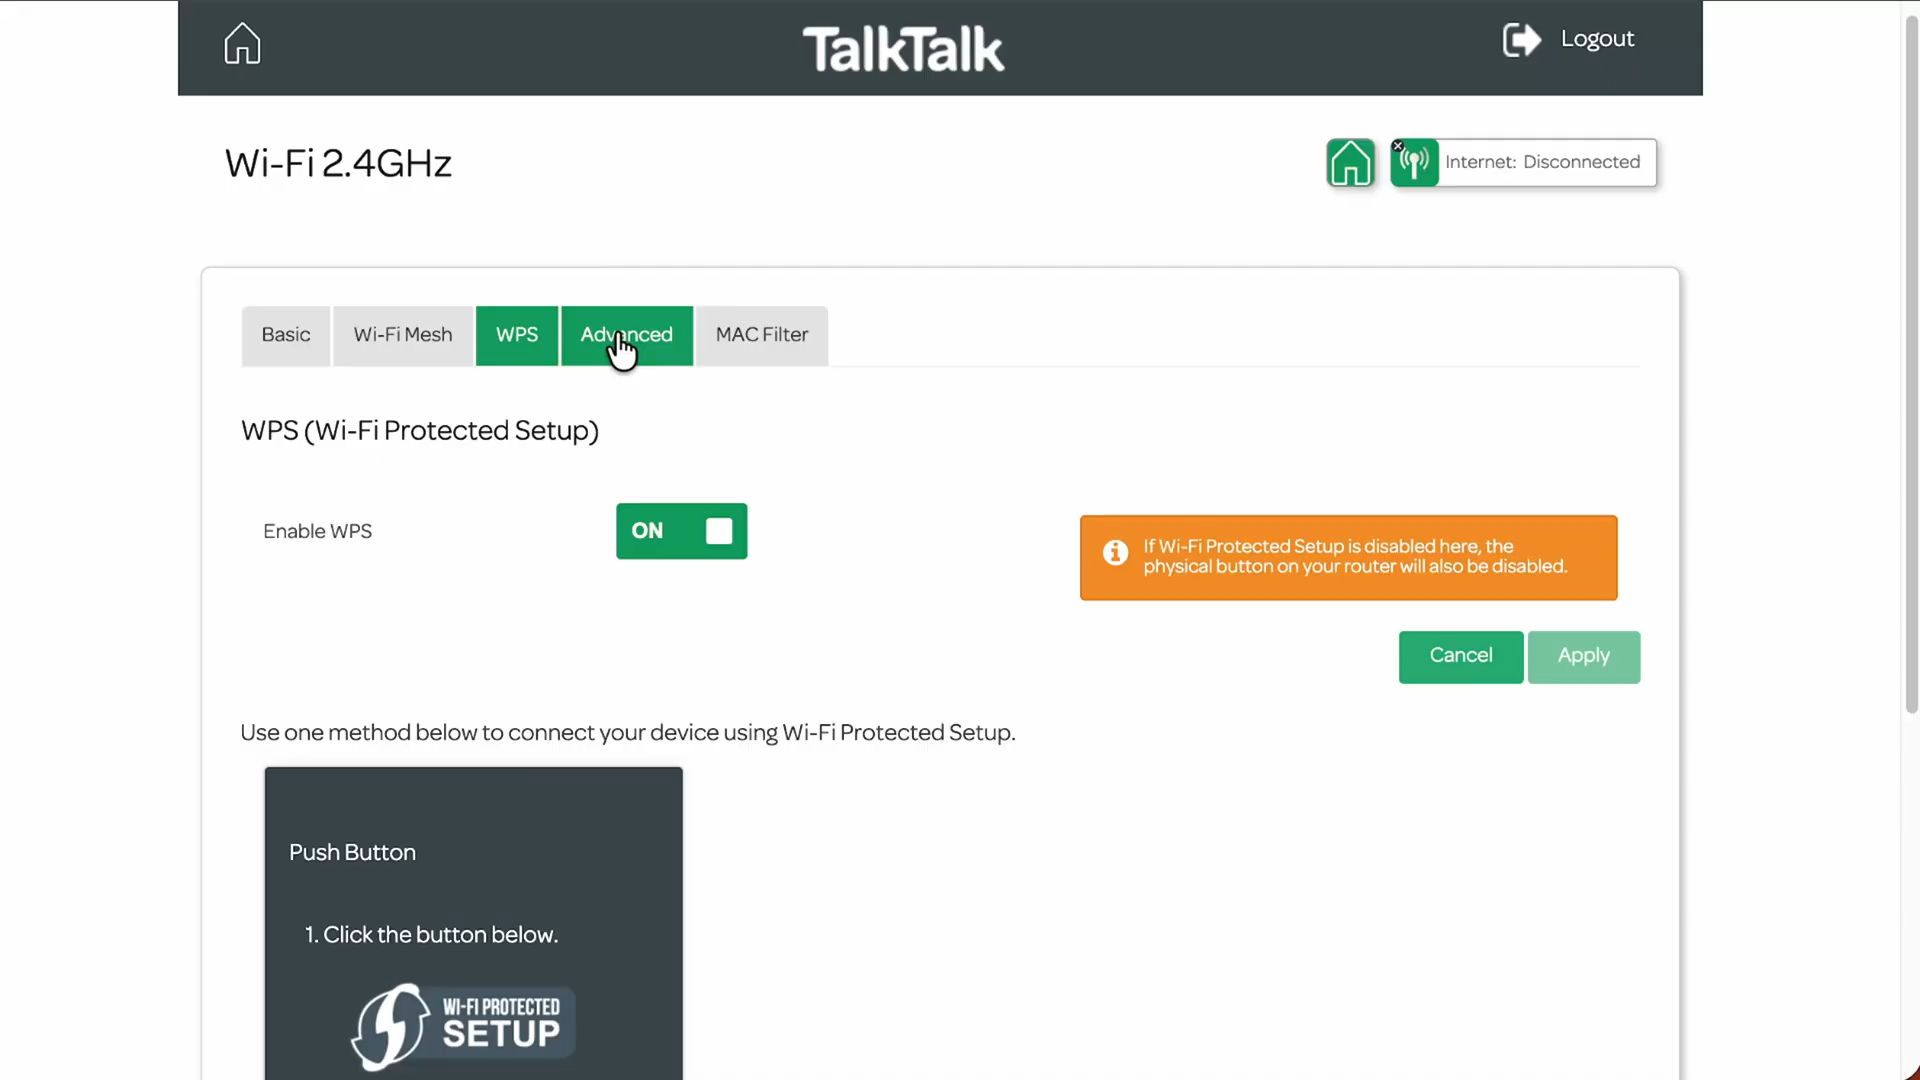 TalkTalk
Logout
Wi-Fi 2.4GHz
Internet: Disconnected
Basic
Wi-Fi Mesh
WPS
Advanced
MAC Filter
WPS (Wi-Fi Protected Setup)
Enable WPS
ON
If Wi-Fi Protected Setup is disabled here, the
physical button on your router will also be disabled.
Cancel
Apply
Use one method below to connect your device using Wi-Fi Protected Setup.
Push Button
1. Click the button below.
WI-FI PROTECTED
SETUP